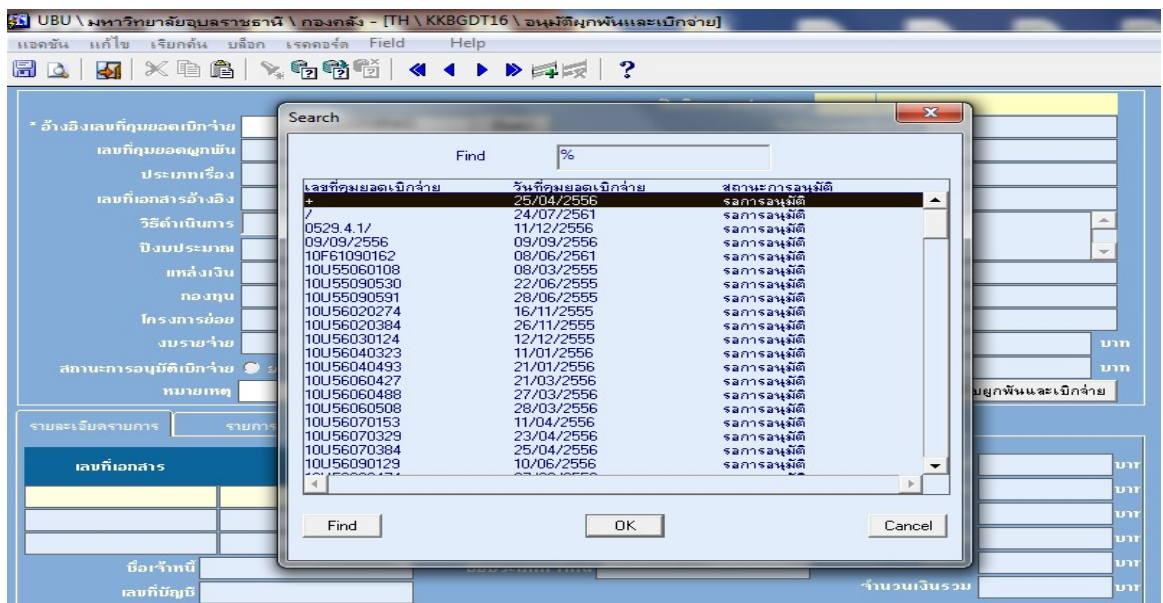 UBU \ มหาวิทยาลัยอุบลราชธานี \ กองคลัง - [TH \ KKBGDT16 \ อนุมัติผูกพันและเบิกจ่าย]
แอคชัน แก้ไข เรียกค้น บล็อก เรคคอร์ด Field Help
Search
* อ้างอิงเลขที่กุมยอดเบิกจ่าย
เลขที่กุมยอดผูกพัน
ประเภทเรื่อง
เลขที่เอกสารอ้างอิง
วิธีดำเนินการ
ปีงบประมาณ
แหล่งเงิน
กองทุน
โครงการย่อย
งบรายจ่าย
สถานะการอนุมัติเบิกจ่าย
หมายเหตุ
Find %
เลขที่กุมยอดเบิกจ่าย วันที่กุมยอดเบิกจ่าย สถานะการอนุมัติ
+ 25/04/2556 รอการอนุมัติ
/ 24/07/2561 รอการอนุมัติ
0529.4.1/ 11/12/2556 รอการอนุมัติ
09/09/2556 09/09/2556 รอการอนุมัติ
10F61090162 08/06/2561 รอการอนุมัติ
10U55060108 08/03/2555 รอการอนุมัติ
10U55090530 22/06/2555 รอการอนุมัติ
10U55090591 28/06/2555 รอการอนุมัติ
10U56020274 16/11/2555 รอการอนุมัติ
10U56020384 26/11/2555 รอการอนุมัติ
10U56030124 12/12/2555 รอการอนุมัติ
10U56040323 11/01/2556 รอการอนุมัติ
10U56040493 21/01/2556 รอการอนุมัติ
10U56060427 21/03/2556 รอการอนุมัติ
10U56060488 27/03/2556 รอการอนุมัติ
10U56060508 28/03/2556 รอการอนุมัติ
10U56070153 11/04/2556 รอการอนุมัติ
10U56070329 23/04/2556 รอการอนุมัติ
10U56070384 25/04/2556 รอการอนุมัติ
10U56090129 10/06/2556 รอการอนุมัติ
Find OK Cancel
บาท
บาท
ผูกพันและเบิกจ่าย
รายละเอียดรายการ รายการ
เลขที่เอกสาร
ชื่อเจ้าหนี้
เลขที่บัญชี
จำนวนเงินรวม